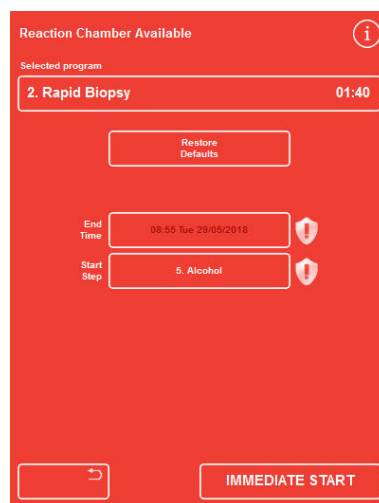 Reaction Chamber Available
i
Selected program
2. Rapid Biopsy 01:40
Restore
Defaults
End
Time
08:55 Tue 29/05/2018
!
Start
Step
5. Alcohol
!
IMMEDIATE START